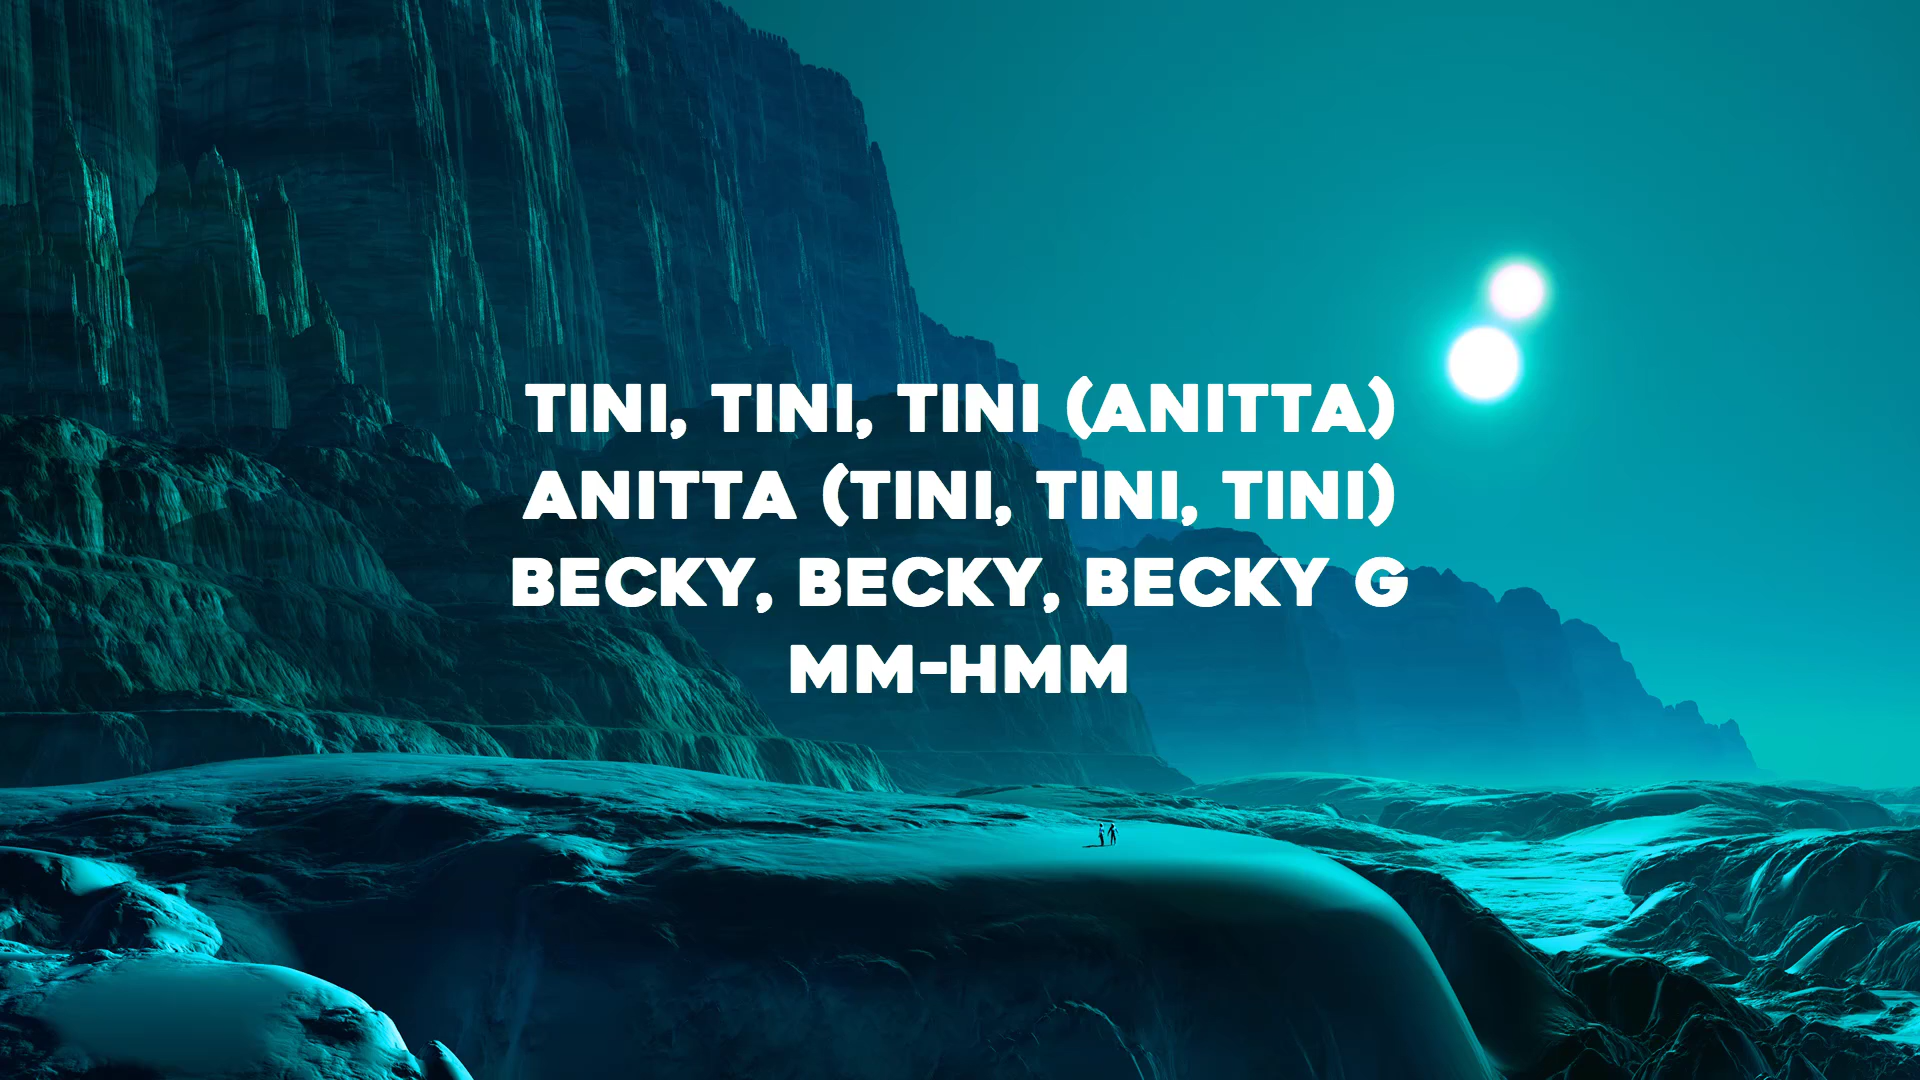 TINI, TINI, TINI (ANITTA)
ANITTA (TINI, TINI, TINI)
BECKY, BECKY, BECKY G
MM-HMM